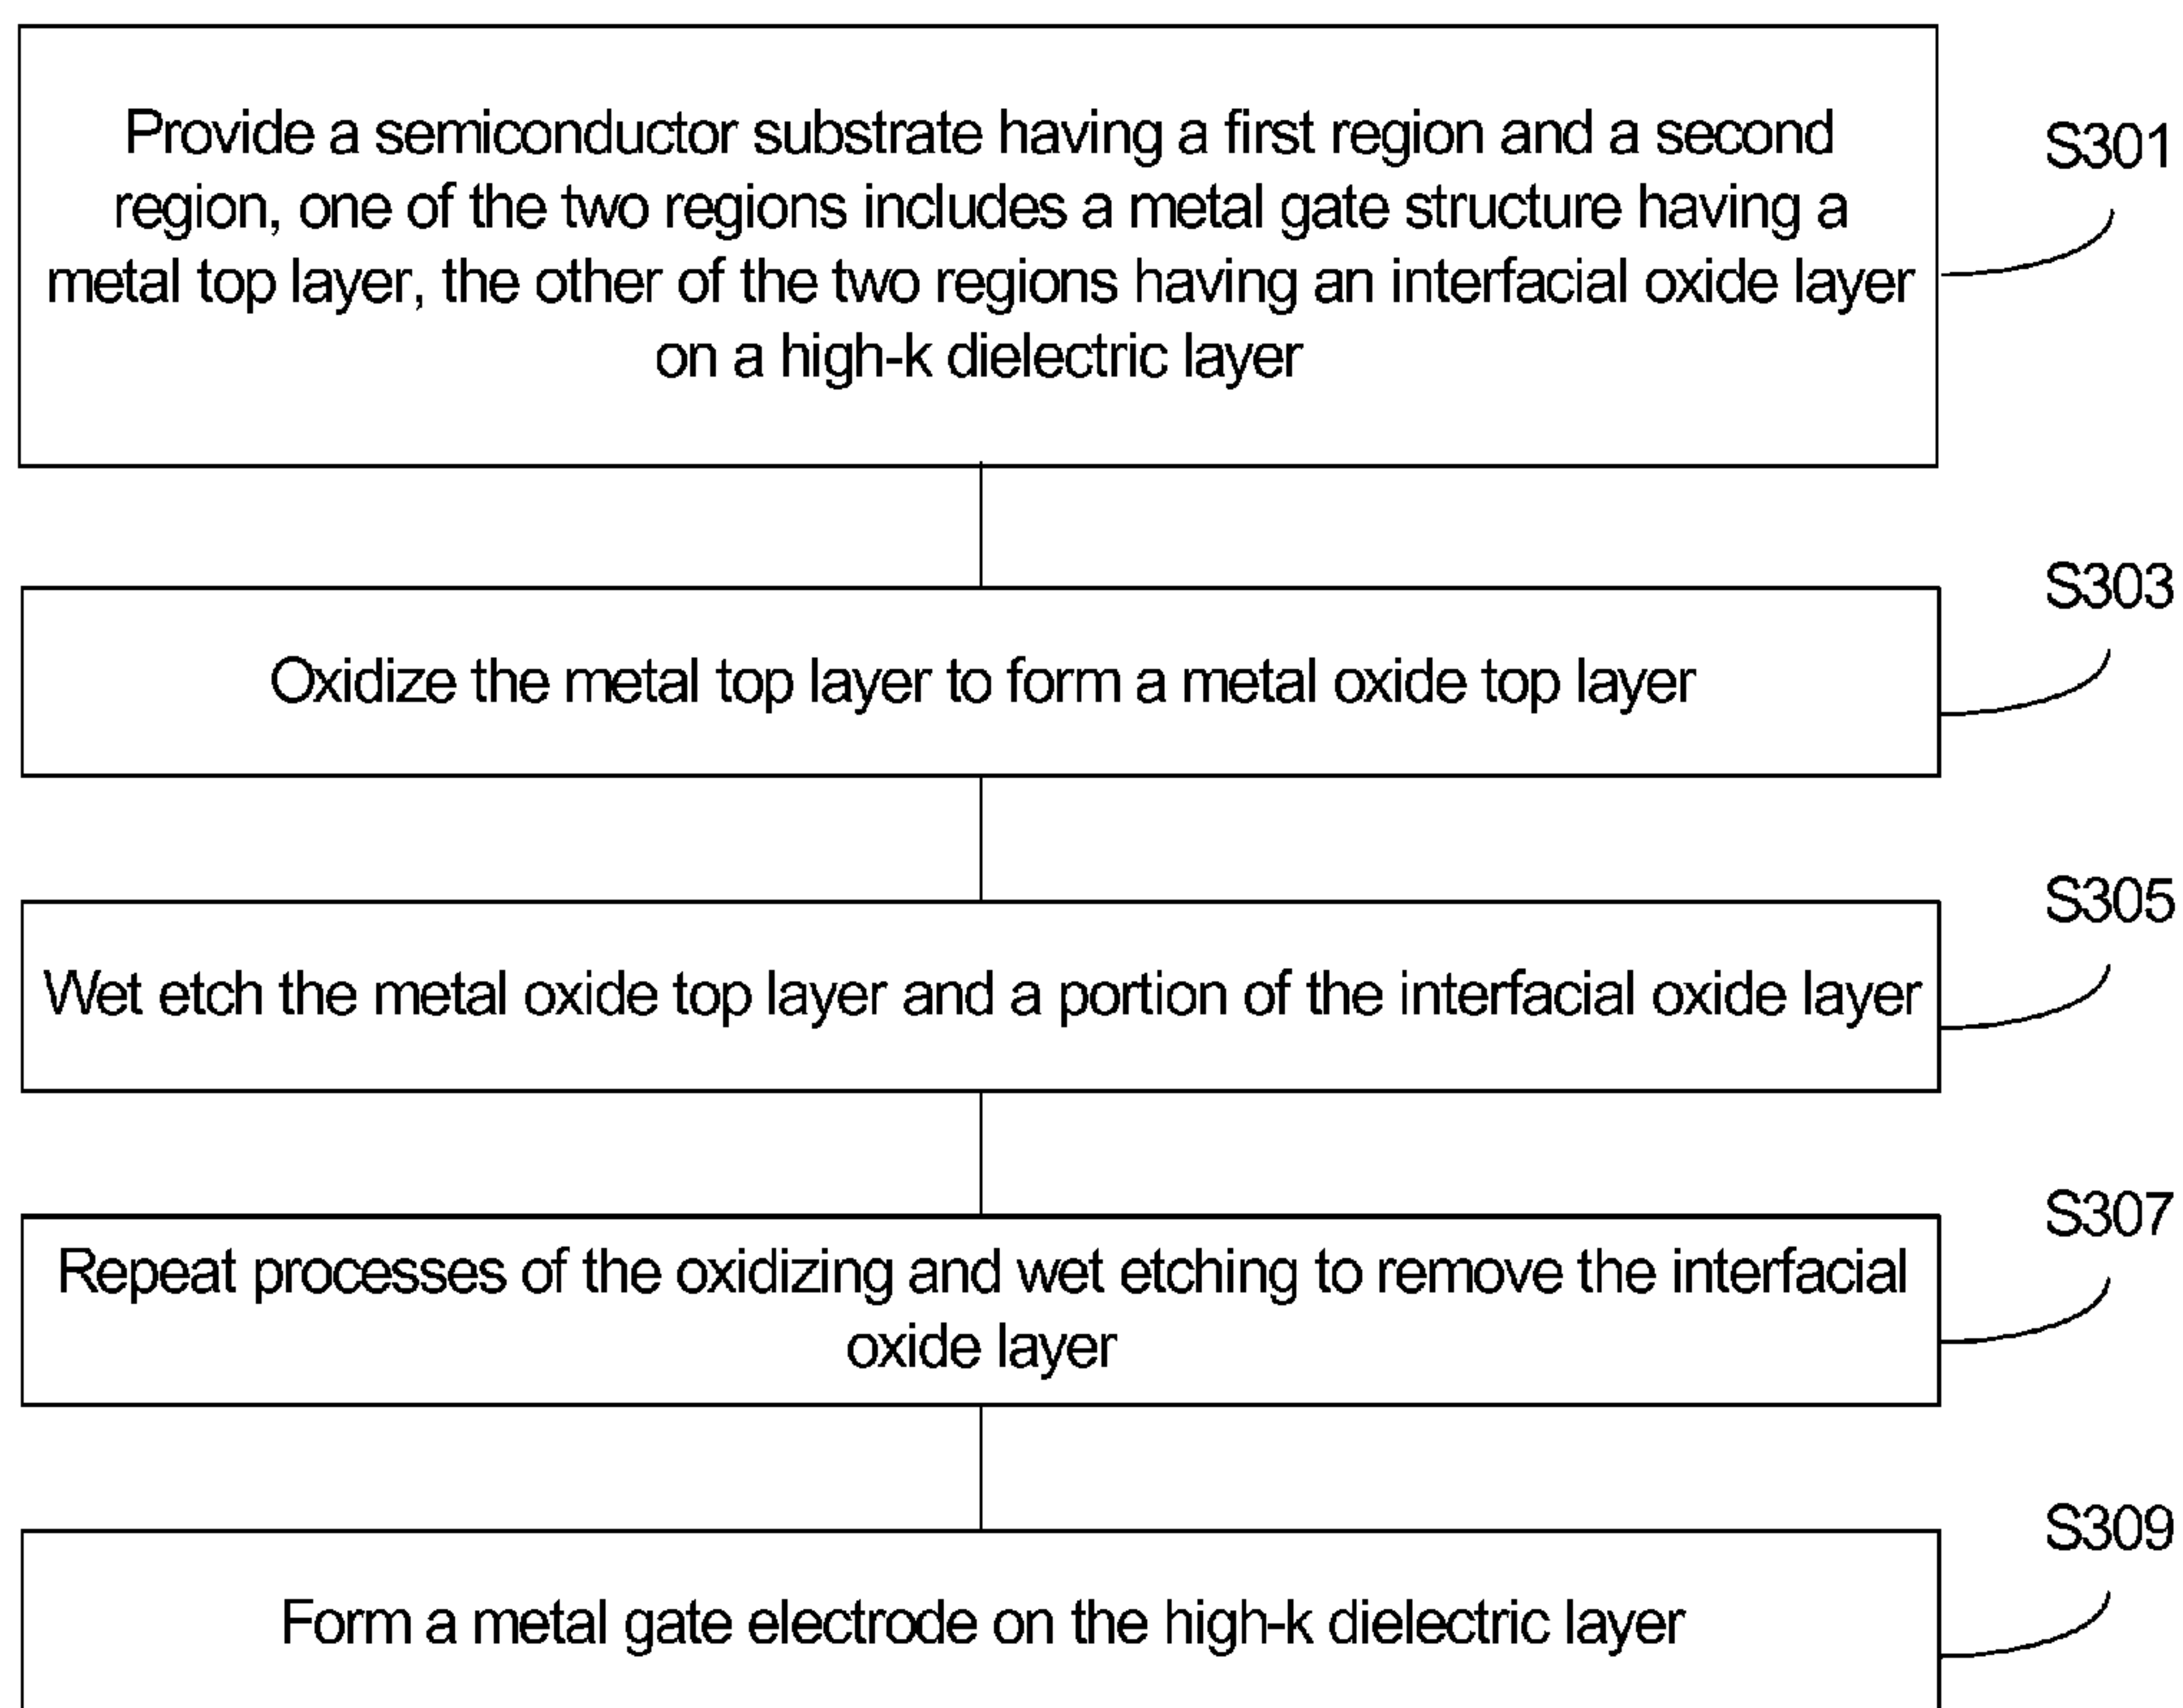 Provide a semiconductor substrate having a first region and a second
region, one of the two regions includes a metal gate structure having a
metal top layer, the other of the two regions having an interfacial oxide layer
on a high-k dielectric layer
S301
Oxidize the metal top layer to form a metal oxide top layer
S303
Wet etch the metal oxide top layer and a portion of the interfacial oxide layer
S305
Repeat processes of the oxidizing and wet etching to remove the interfacial
oxide layer
S307
Form a metal gate electrode on the high-k dielectric layer
S309